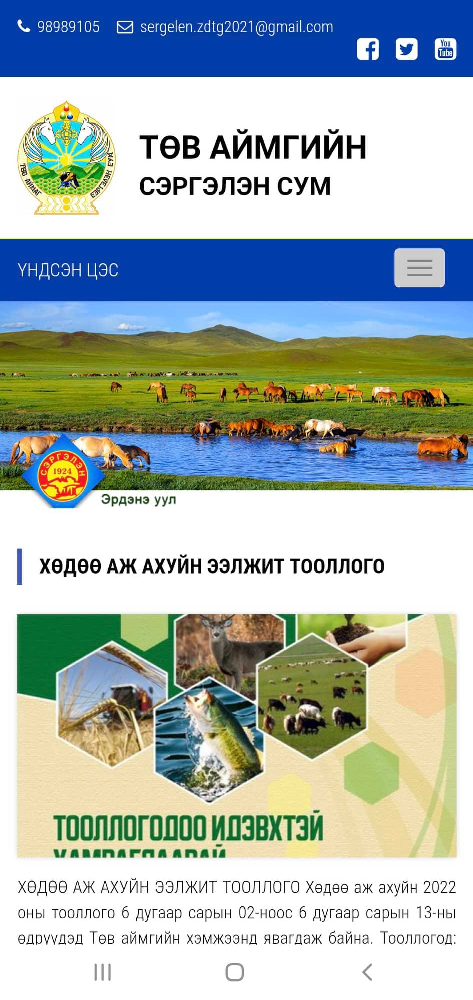 98989105 sergelen.zdtg2021@gmail.com
You
Tube
ТӨВ АЙМГИЙН
СЭРГЭЛЭН СУМ
ТӨВ АЙМАГ СЭРГЭЛЭН СУМ
ҮНДСЭН ЦЭС
СЭРГЭЛЭН
1924
Эрдэнэ уул
ХӨДӨӨ АЖ АХУЙН ЭЭЛЖИТ ТООЛЛОГО
ТООЛЛОГОДОО ИДЭВХТЭЙ
ХӨДӨӨ АЖ АХУЙН ЭЭЛЖИТ ТООЛЛОГО Хөдөө аж ахуйн 2022
оны тооллого 6 дугаар сарын 02-ноос 6 дугаар сарын 13-ны
өдрүүдэд Төв аймгийн хэмжээнд явагдаж байна. Тооллогод: